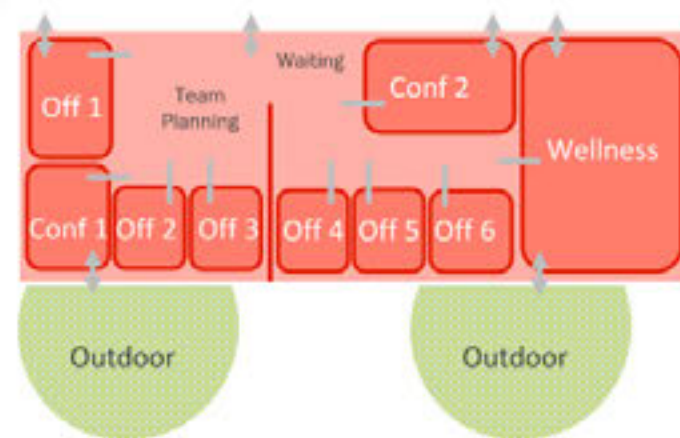 Waiting
Conf 2
Off 1
Team
Planning
Wellness
Conf 1
Off 2
Off 3
Off 4
Off 5
Off 6
Outdoor
Outdoor